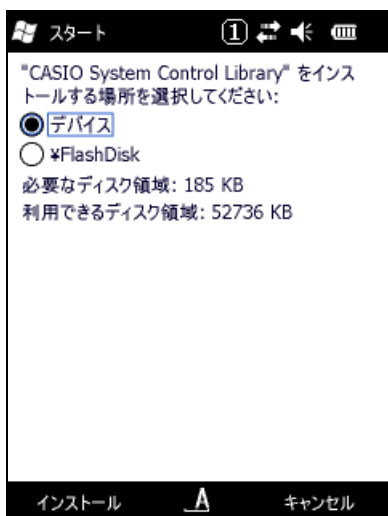 スタート
1
"CASIO System Control Library" をインス
トールする場所を選択してください:
デバイス
¥FlashDisk
必要なディスク領域: 185 KB
利用できるディスク領域: 52736 KB
インストール A キャンセル